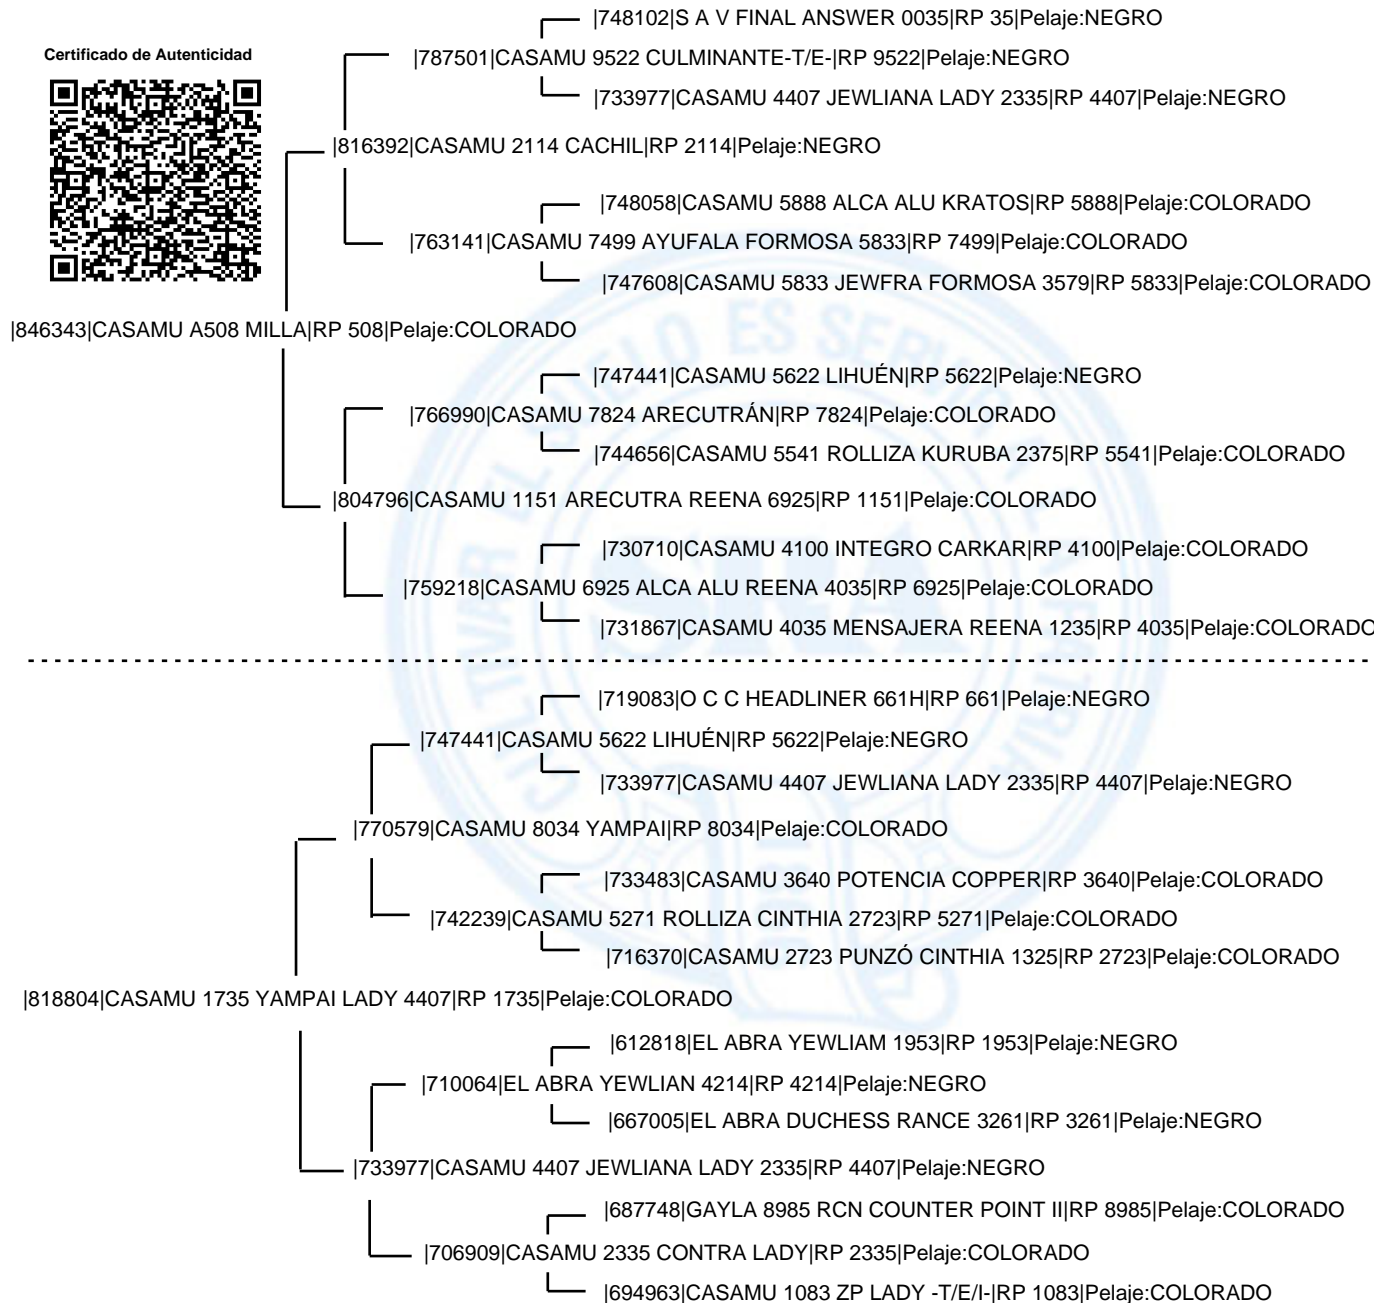 |748102|S A V FINAL ANSWER 0035|RP 35|Pelaje:NEGRO
Certificado de Autenticidad
|787501|CASAMU 9522 CULMINANTE-T/E-|RP 9522|Pelaje:NEGRO
|733977|CASAMU 4407 JEWLIANA LADY 2335|RP 4407|Pelaje:NEGRO
|816392|CASAMU 2114 CACHIL|RP 2114|Pelaje:NEGRO
|748058|CASAMU 5888 ALCA ALU KRATOS|RP 5888|Pelaje:COLORADO
|763141|CASAMU 7499 AYUFALA FORMOSA 5833|RP 7499|Pelaje:COLORADO
|747608|CASAMU 5833 JEWFRA FORMOSA 3579|RP 5833|Pelaje:COLORADO
|846343|CASAMU A508 MILLA|RP 508|Pelaje:COLORADO
|747441|CASAMU 5622 LIHUÉN|RP 5622|Pelaje:NEGRO
|766990|CASAMU 7824 ARECUTRÁN|RP 7824|Pelaje:COLORADO
|744656|CASAMU 5541 ROLLIZA KURUBA 2375|RP 5541|Pelaje:COLORADO
|804796|CASAMU 1151 ARECUTRA REENA 6925|RP 1151|Pelaje:COLORADO
|730710|CASAMU 4100 INTEGRO CARKAR|RP 4100|Pelaje:COLORADO
|759218|CASAMU 6925 ALCA ALU REENA 4035|RP 6925|Pelaje:COLORADO
|731867|CASAMU 4035 MENSAJERA REENA 1235|RP 4035|Pelaje:COLORADO
|719083|O C C HEADLINER 661H|RP 661|Pelaje:NEGRO
|747441|CASAMU 5622 LIHUÉN|RP 5622|Pelaje:NEGRO
|733977|CASAMU 4407 JEWLIANA LADY 2335|RP 4407|Pelaje:NEGRO
|770579|CASAMU 8034 YAMPAI|RP 8034|Pelaje:COLORADO
|733483|CASAMU 3640 POTENCIA COPPER|RP 3640|Pelaje:COLORADO
|742239|CASAMU 5271 ROLLIZA CINTHIA 2723|RP 5271|Pelaje:COLORADO
|716370|CASAMU 2723 PUNZÓ CINTHIA 1325|RP 2723|Pelaje:COLORADO
|818804|CASAMU 1735 YAMPAI LADY 4407|RP 1735|Pelaje:COLORADO
|612818|EL ABRA YEWLIAM 1953|RP 1953|Pelaje:NEGRO
|710064|EL ABRA YEWLIAN 4214|RP 4214|Pelaje:NEGRO
|667005|EL ABRA DUCHESS RANCE 3261|RP 3261|Pelaje:NEGRO
|733977|CASAMU 4407 JEWLIANA LADY 2335|RP 4407|Pelaje:NEGRO
|687748|GAYLA 8985 RCN COUNTER POINT II|RP 8985|Pelaje:COLORADO
|706909|CASAMU 2335 CONTRA LADY|RP 2335|Pelaje:COLORADO
|694963|CASAMU 1083 ZP LADY -T/E/I-|RP 1083|Pelaje:COLORADO
CULTIVAR EL SUELO ES SERVIR A LA PATRIA